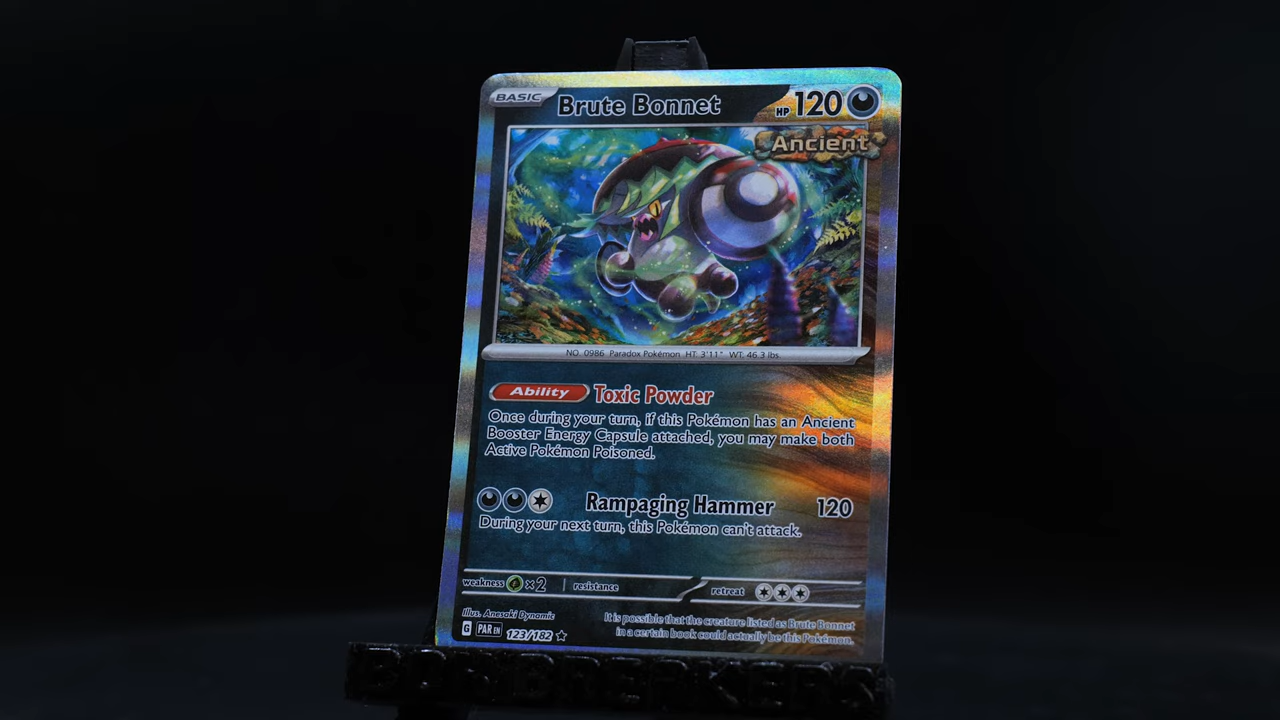 BASIC Brute Bonnet HP 120
Ancient
NO. 0986 Paradox Pokémon HT: 3'11" WT: 46.3 lbs.
Ability Toxic Powder
Once during your turn, if this Pokémon has an Ancient
Booster Energy Capsule attached, you may make both
Active Pokémon Poisoned.
Rampaging Hammer 120
During your next turn, this Pokémon can't attack.
weakness ×2 resistance retreat
Illus. Anesaki Dynamic
It is possible that the creature listed as Brute Bonnet
in a certain book could actually be this Pokémon.
G PAR EN 123/182